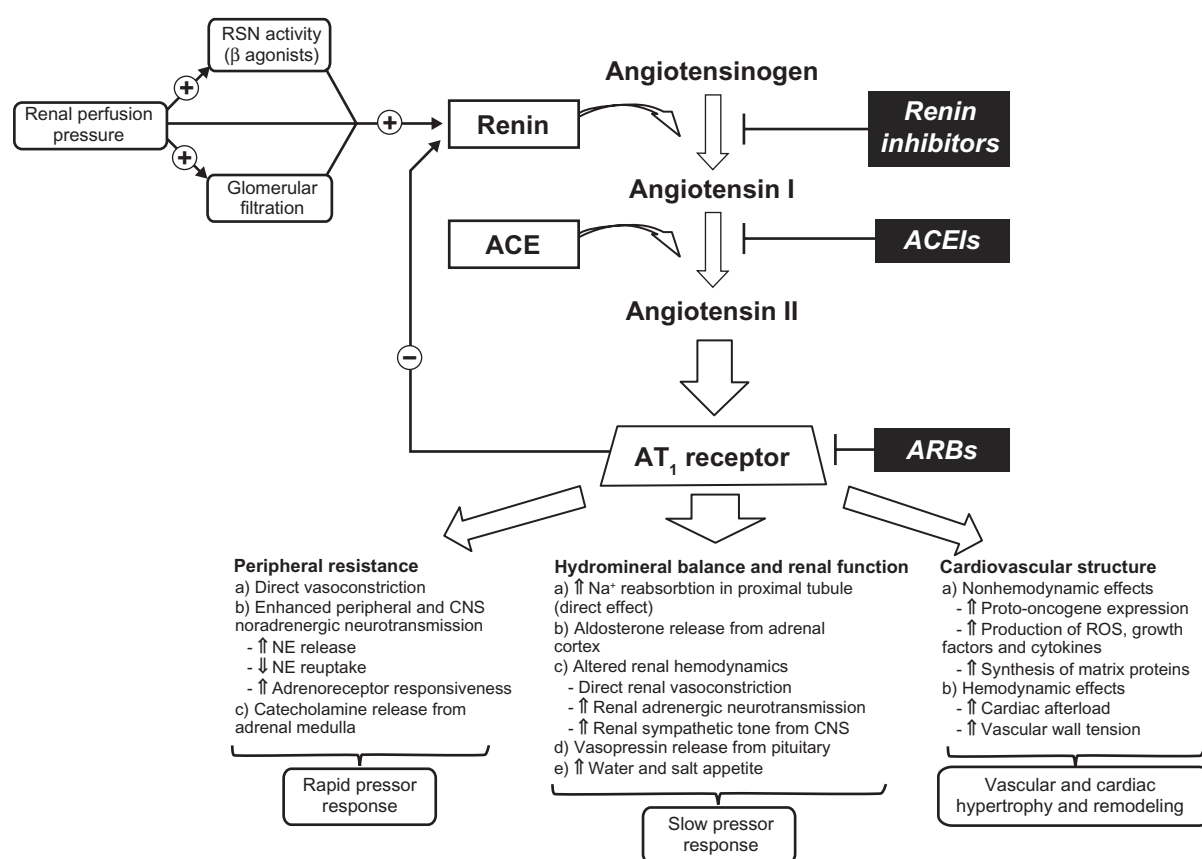 RSN activity
(β agonists)
Renal perfusion
pressure
Glomerular
filtration
+
+
+
Renin
Angiotensinogen
Renin
inhibitors
Angiotensin I
ACE
ACEIs
Angiotensin II
−
AT₁ receptor
ARBs
Peripheral resistance
a) Direct vasoconstriction
b) Enhanced peripheral and CNS
noradrenergic neurotransmission
- ⇑ NE release
- ⇓ NE reuptake
- ⇑ Adrenoreceptor responsiveness
c) Catecholamine release from
adrenal medulla
Rapid pressor
response
Hydromineral balance and renal function
a) ⇑ Na⁺ reabsorbtion in proximal tubule
(direct effect)
b) Aldosterone release from adrenal
cortex
c) Altered renal hemodynamics
- Direct renal vasoconstriction
- ⇑ Renal adrenergic neurotransmission
- ⇑ Renal sympathetic tone from CNS
d) Vasopressin release from pituitary
e) ⇑ Water and salt appetite
Slow pressor
response
Cardiovascular structure
a) Nonhemodynamic effects
- ⇑ Proto-oncogene expression
- ⇑ Production of ROS, growth
factors and cytokines
- ⇑ Synthesis of matrix proteins
b) Hemodynamic effects
- ⇑ Cardiac afterload
- ⇑ Vascular wall tension
Vascular and cardiac
hypertrophy and remodeling